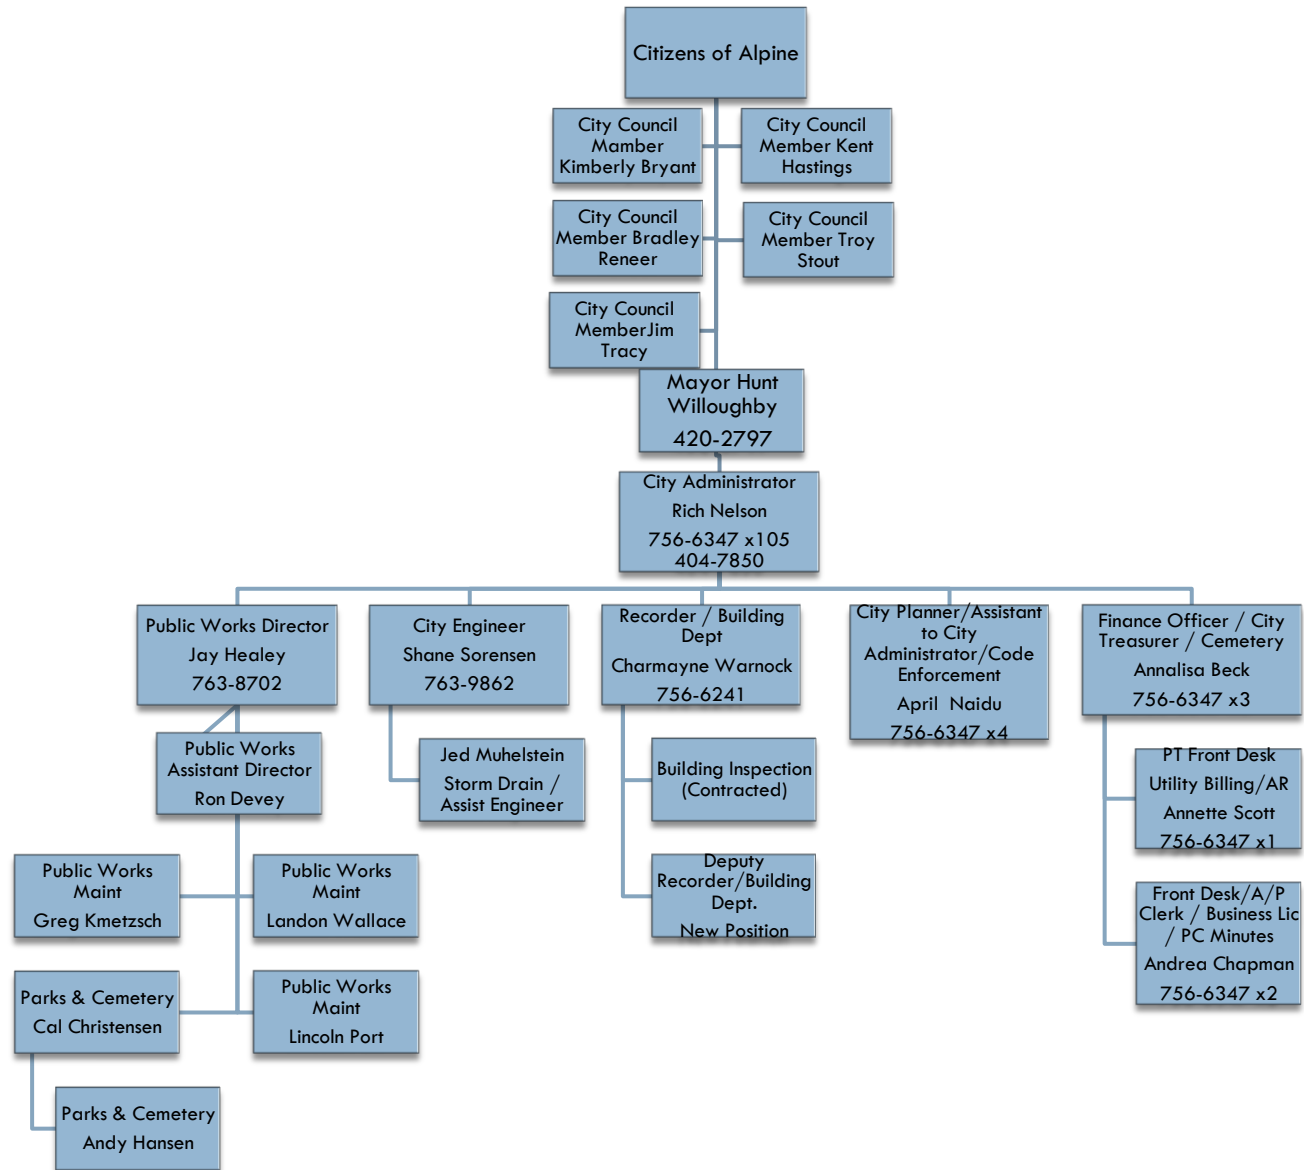 Citizens of Alpine
City Council
Mamber
Kimberly Bryant
City Council
Member Kent
Hastings
City Council
Member Bradley
Reneer
City Council
Member Troy
Stout
City Council
MemberJim
Tracy
Mayor Hunt
Willoughby
420-2797
City Administrator
Rich Nelson
756-6347 x105
404-7850
Public Works Director
Jay Healey
763-8702
City Engineer
Shane Sorensen
763-9862
Recorder / Building
Dept
Charmayne Warnock
756-6241
City Planner/Assistant
to City
Administrator/Code
Enforcement
April Naidu
756-6347 x4
Finance Officer / City
Treasurer / Cemetery
Annalisa Beck
756-6347 x3
Public Works
Assistant Director
Ron Devey
Jed Muhelstein
Storm Drain /
Assist Engineer
Building Inspection
(Contracted)
PT Front Desk
Utility Billing/AR
Annette Scott
756-6347 x1
Public Works
Maint
Greg Kmetzsch
Public Works
Maint
Landon Wallace
Deputy
Recorder/Building
Dept.
New Position
Front Desk/A/P
Clerk / Business Lic
/ PC Minutes
Andrea Chapman
756-6347 x2
Parks & Cemetery
Cal Christensen
Public Works
Maint
Lincoln Port
Parks & Cemetery
Andy Hansen